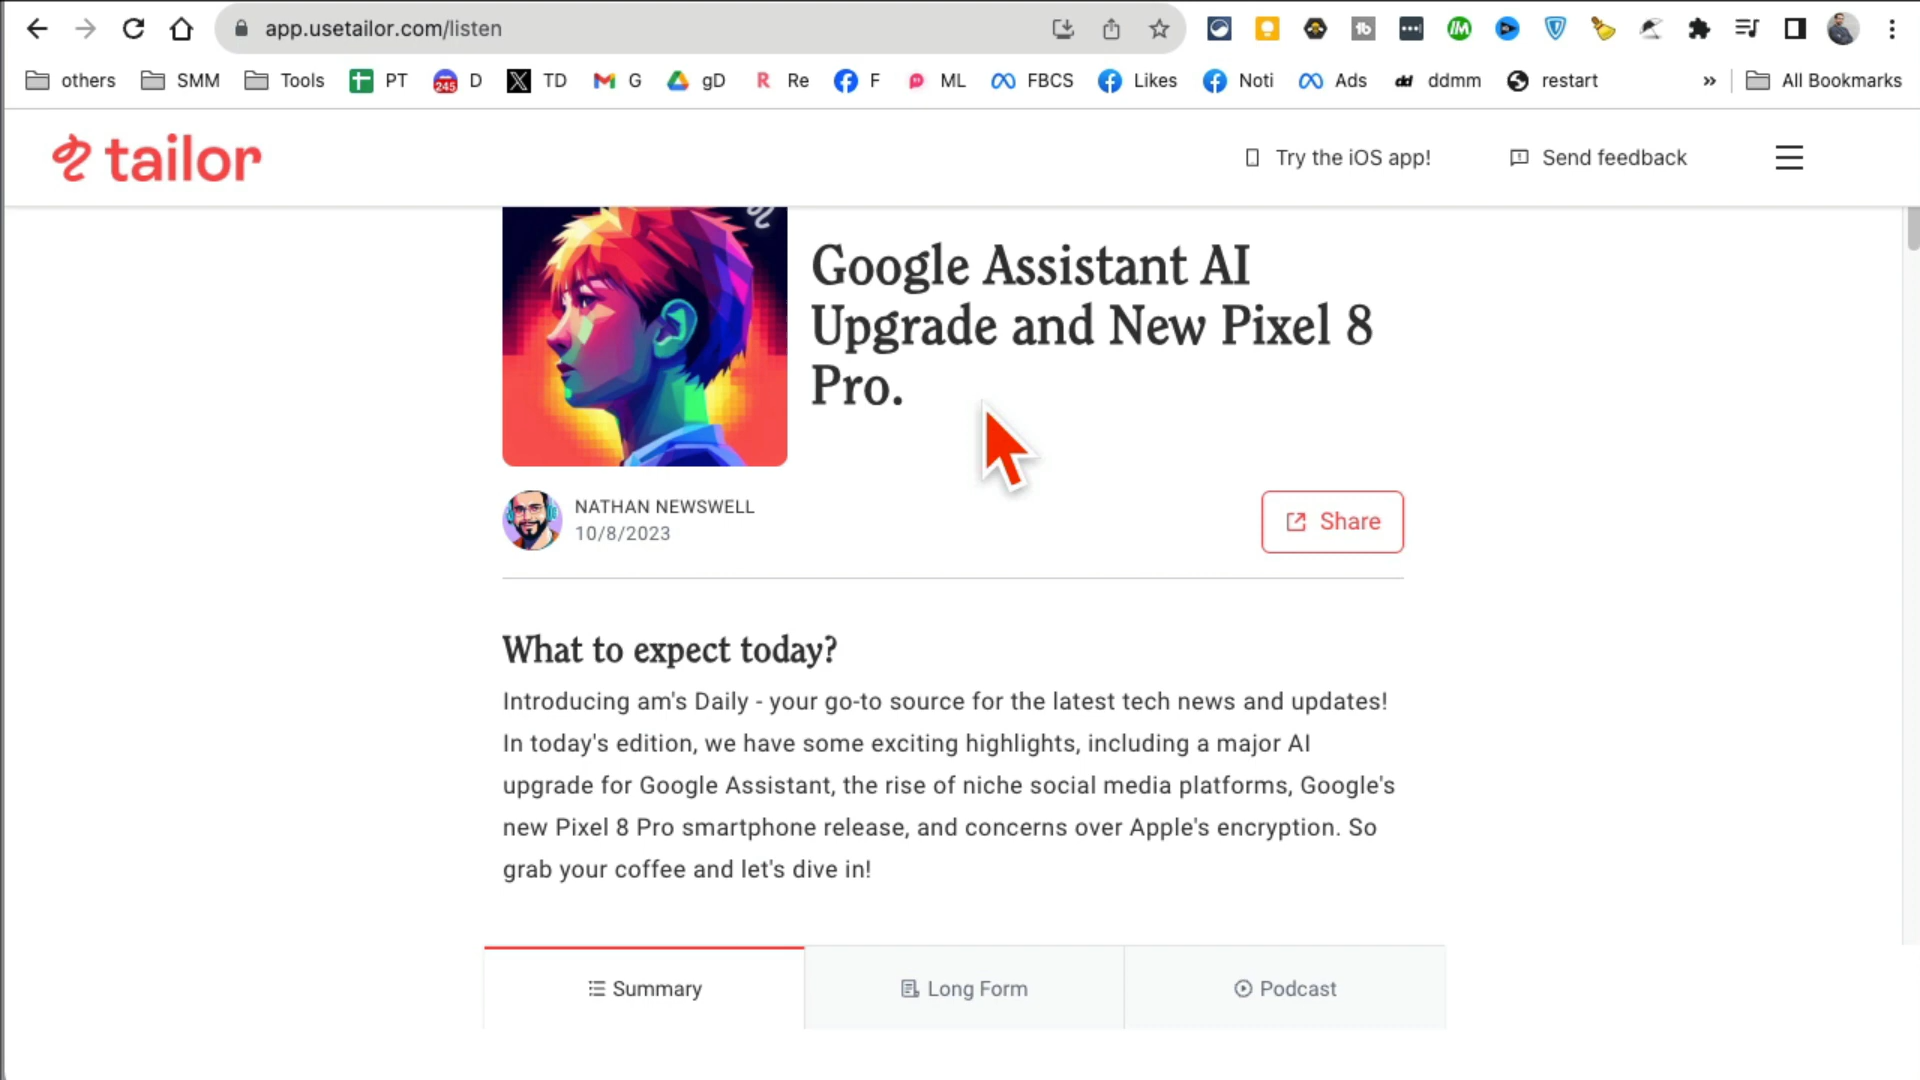 app.usetailor.com/listen
others SMM Tools PT 245 D TD G gD Re F ML FBCS Likes Noti Ads dd ddmm restart » All Bookmarks
tailor Try the iOS app! Send feedback
Google Assistant AI
Upgrade and New Pixel 8
Pro.
NATHAN NEWSWELL
10/8/2023
Share
What to expect today?
Introducing am's Daily - your go-to source for the latest tech news and updates!
In today's edition, we have some exciting highlights, including a major AI
upgrade for Google Assistant, the rise of niche social media platforms, Google's
new Pixel 8 Pro smartphone release, and concerns over Apple's encryption. So
grab your coffee and let's dive in!
Summary Long Form Podcast